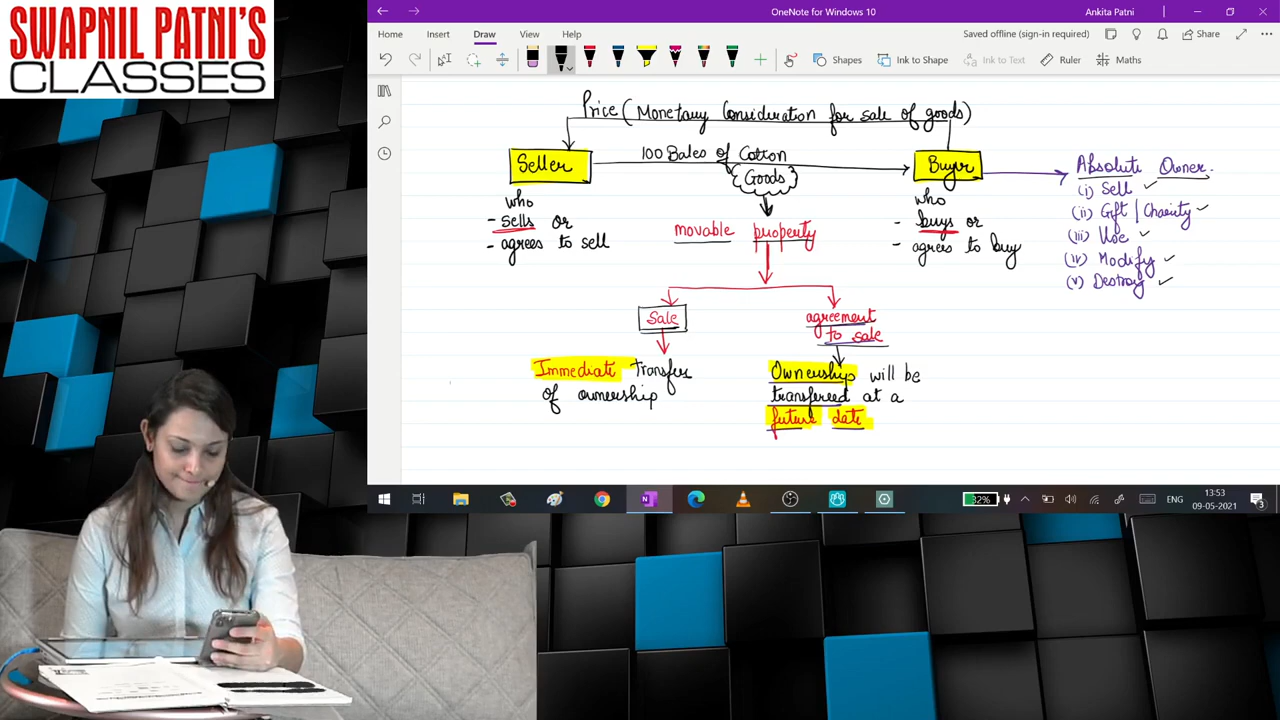 SWAPNIL PATNI'S
CLASSES
OneNote for Windows 10
Ankita Patni
Home Insert Draw View Help
Saved offline (sign-in required)
Share
Shapes Ink to Shape Ink to Text Ruler Maths
Price (Monetary Consideration for sale of goods)
Seller
100 Bales of Cotton
Goods
Buyer
who
- sells or
- agrees to sell
movable property
who
- buys or
- agrees to buy
Absolute Owner.
(i) Sell
(ii) Gift | Charity
(iii) Use
(iv) Modify
(v) Destroy
Sale
agreement
to sale
Immediate transfer
of ownership
Ownership will be
transfered at a
future date
32%
ENG
13:53
09-05-2021
3